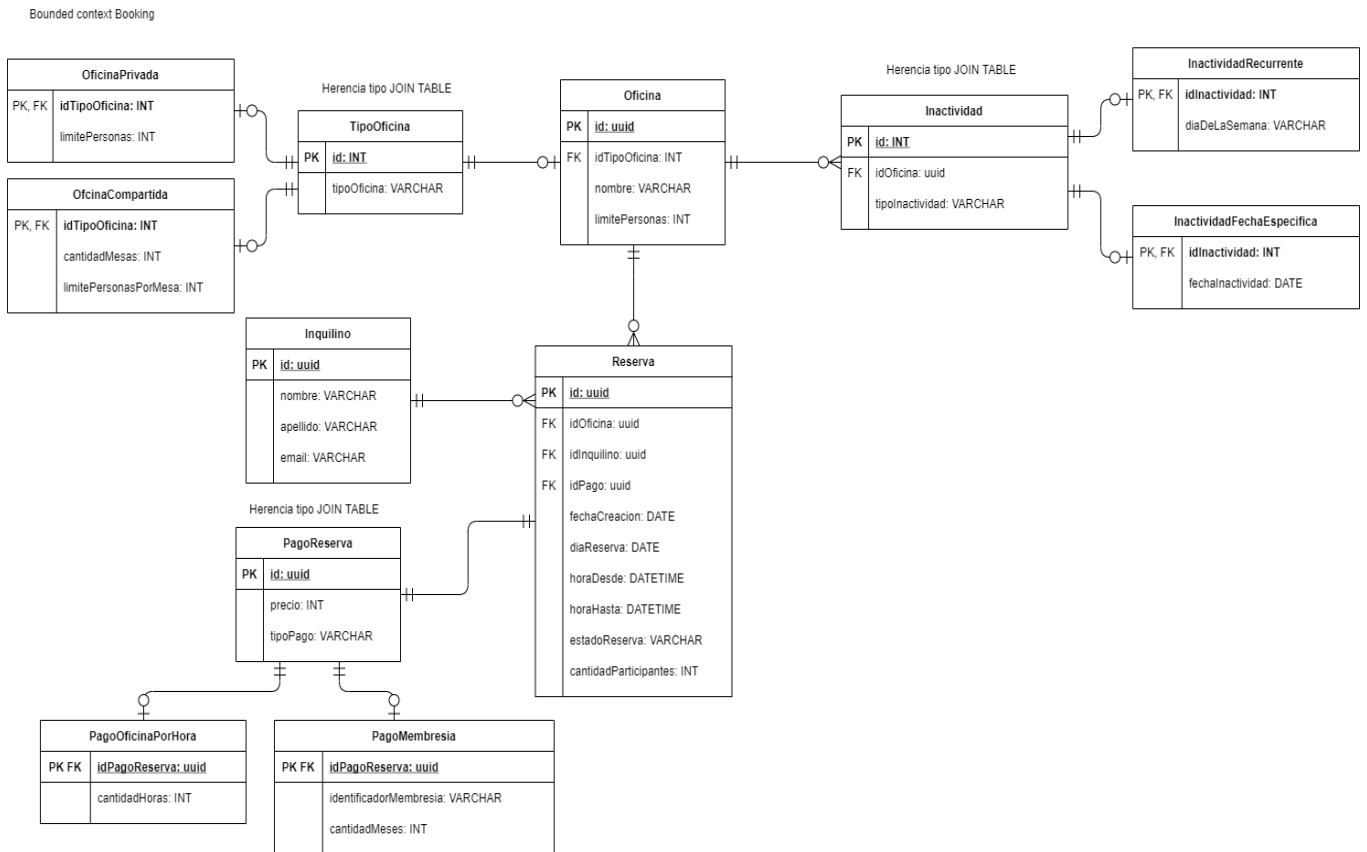 Bounded context Booking
OficinaPrivada
PK, FK idTipoOficina: INT
limitePersonas: INT
OfcinaCompartida
PK, FK idTipoOficina: INT
cantidadMesas: INT
limitePersonasPorMesa: INT
Herencia tipo JOIN TABLE
TipoOficina
PK id: INT
tipoOficina: VARCHAR
Oficina
PK id: uuid
FK idTipoOficina: INT
nombre: VARCHAR
limitePersonas: INT
Herencia tipo JOIN TABLE
Inactividad
PK id: INT
FK idOficina: uuid
tipoInactividad: VARCHAR
InactividadRecurrente
PK, FK idInactividad: INT
diaDeLaSemana: VARCHAR
InactividadFechaEspecifica
PK, FK idInactividad: INT
fechaInactividad: DATE
Inquilino
PK id: uuid
nombre: VARCHAR
apellido: VARCHAR
email: VARCHAR
Reserva
PK id: uuid
FK idOficina: uuid
FK idInquilino: uuid
FK idPago: uuid
fechaCreacion: DATE
diaReserva: DATE
horaDesde: DATETIME
horaHasta: DATETIME
estadoReserva: VARCHAR
cantidadParticipantes: INT
Herencia tipo JOIN TABLE
PagoReserva
PK id: uuid
precio: INT
tipoPago: VARCHAR
PagoOficinaPorHora
PK FK idPagoReserva: uuid
cantidadHoras: INT
PagoMembresia
PK FK idPagoReserva: uuid
identificadorMembresia: VARCHAR
cantidadMeses: INT